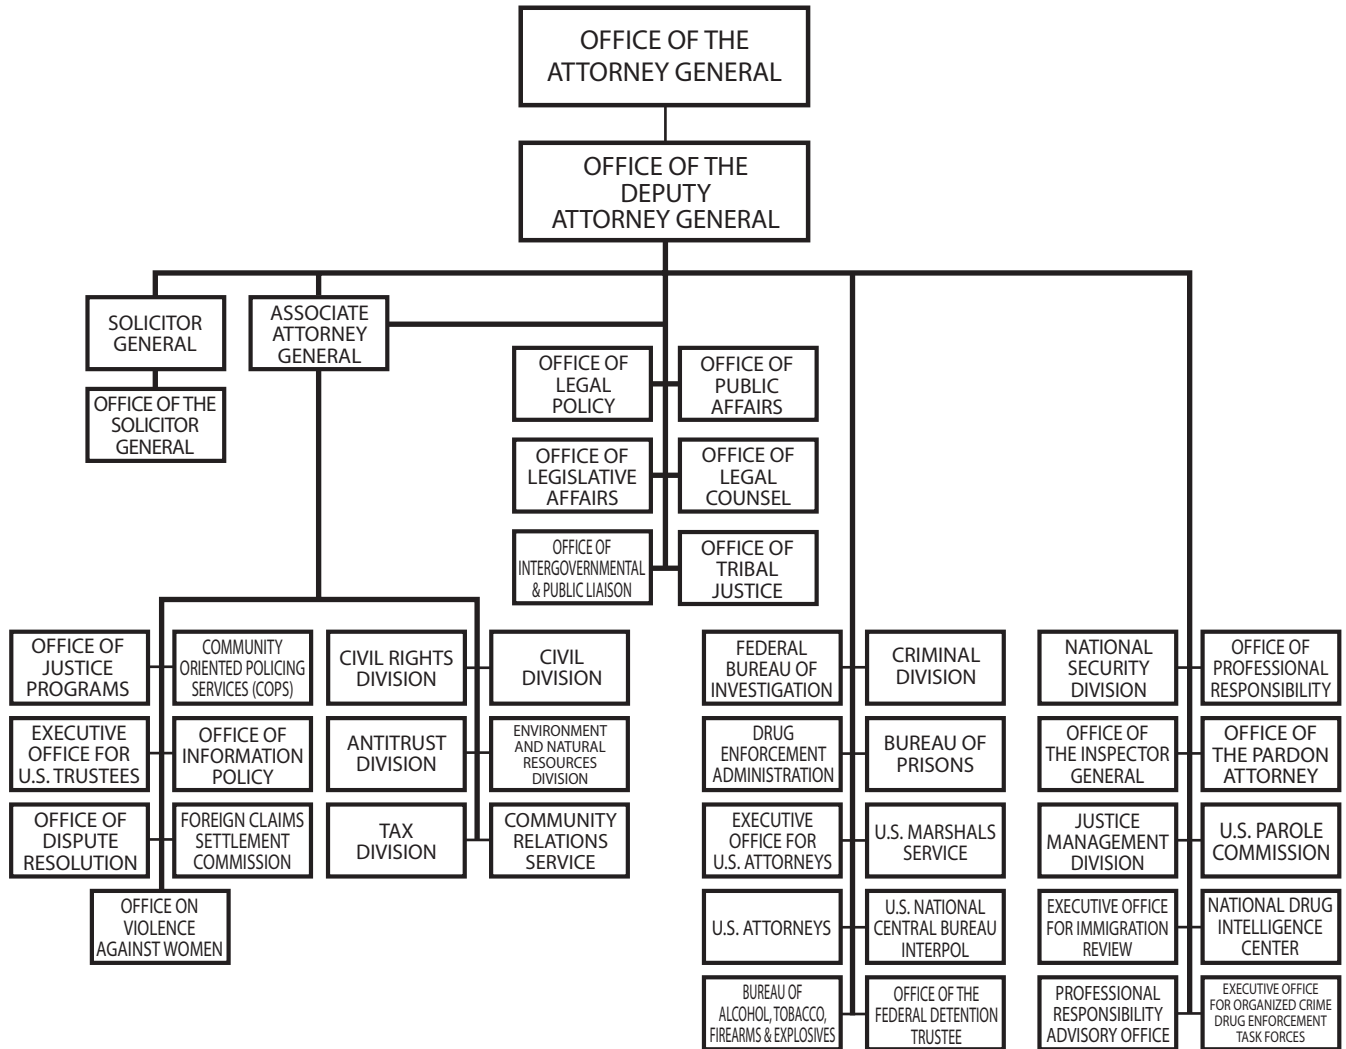 OFFICE OF THE
ATTORNEY GENERAL
OFFICE OF THE
DEPUTY
ATTORNEY GENERAL
SOLICITOR
GENERAL
ASSOCIATE
ATTORNEY
GENERAL
OFFICE OF THE
SOLICITOR
GENERAL
OFFICE OF
LEGAL
POLICY
OFFICE OF
PUBLIC
AFFAIRS
OFFICE OF
LEGISLATIVE
AFFAIRS
OFFICE OF
LEGAL
COUNSEL
OFFICE OF
INTERGOVERNMENTAL
& PUBLIC LIAISON
OFFICE OF
TRIBAL
JUSTICE
OFFICE OF
JUSTICE
PROGRAMS
COMMUNITY
ORIENTED POLICING
SERVICES (COPS)
CIVIL RIGHTS
DIVISION
CIVIL
DIVISION
FEDERAL
BUREAU OF
INVESTIGATION
CRIMINAL
DIVISION
NATIONAL
SECURITY
DIVISION
OFFICE OF
PROFESSIONAL
RESPONSIBILITY
EXECUTIVE
OFFICE FOR
U.S. TRUSTEES
OFFICE OF
INFORMATION
POLICY
ANTITRUST
DIVISION
ENVIRONMENT
AND NATURAL
RESOURCES
DIVISION
DRUG
ENFORCEMENT
ADMINISTRATION
BUREAU OF
PRISONS
OFFICE OF
THE INSPECTOR
GENERAL
OFFICE OF
THE PARDON
ATTORNEY
OFFICE OF
DISPUTE
RESOLUTION
FOREIGN CLAIMS
SETTLEMENT
COMMISSION
TAX
DIVISION
COMMUNITY
RELATIONS
SERVICE
EXECUTIVE
OFFICE FOR
U.S. ATTORNEYS
U.S. MARSHALS
SERVICE
JUSTICE
MANAGEMENT
DIVISION
U.S. PAROLE
COMMISSION
OFFICE ON
VIOLENCE
AGAINST WOMEN
U.S. ATTORNEYS
U.S. NATIONAL
CENTRAL BUREAU
INTERPOL
EXECUTIVE OFFICE
FOR IMMIGRATION
REVIEW
NATIONAL DRUG
INTELLIGENCE
CENTER
BUREAU OF
ALCOHOL, TOBACCO,
FIREARMS & EXPLOSIVES
OFFICE OF THE
FEDERAL DETENTION
TRUSTEE
PROFESSIONAL
RESPONSIBILITY
ADVISORY OFFICE
EXECUTIVE OFFICE
FOR ORGANIZED CRIME
DRUG ENFORCEMENT
TASK FORCES